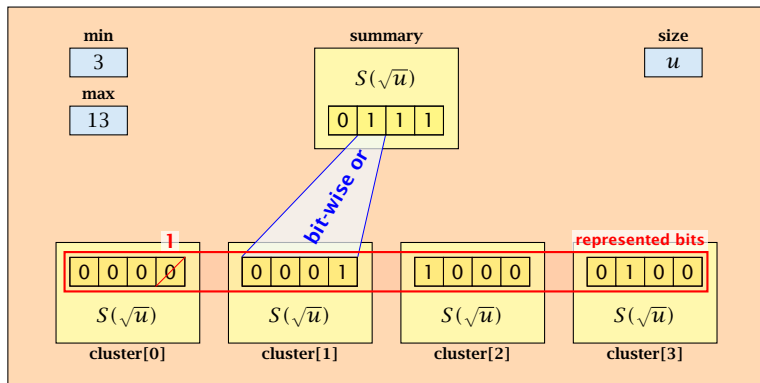 min
summary
size
3
S(√u)
u
max
13
0 1 1 1
bit-wise or
1
represented bits
0 0 0 0
0 0 0 1
1 0 0 0
0 1 0 0
S(√u)
S(√u)
S(√u)
S(√u)
cluster[0]
cluster[1]
cluster[2]
cluster[3]